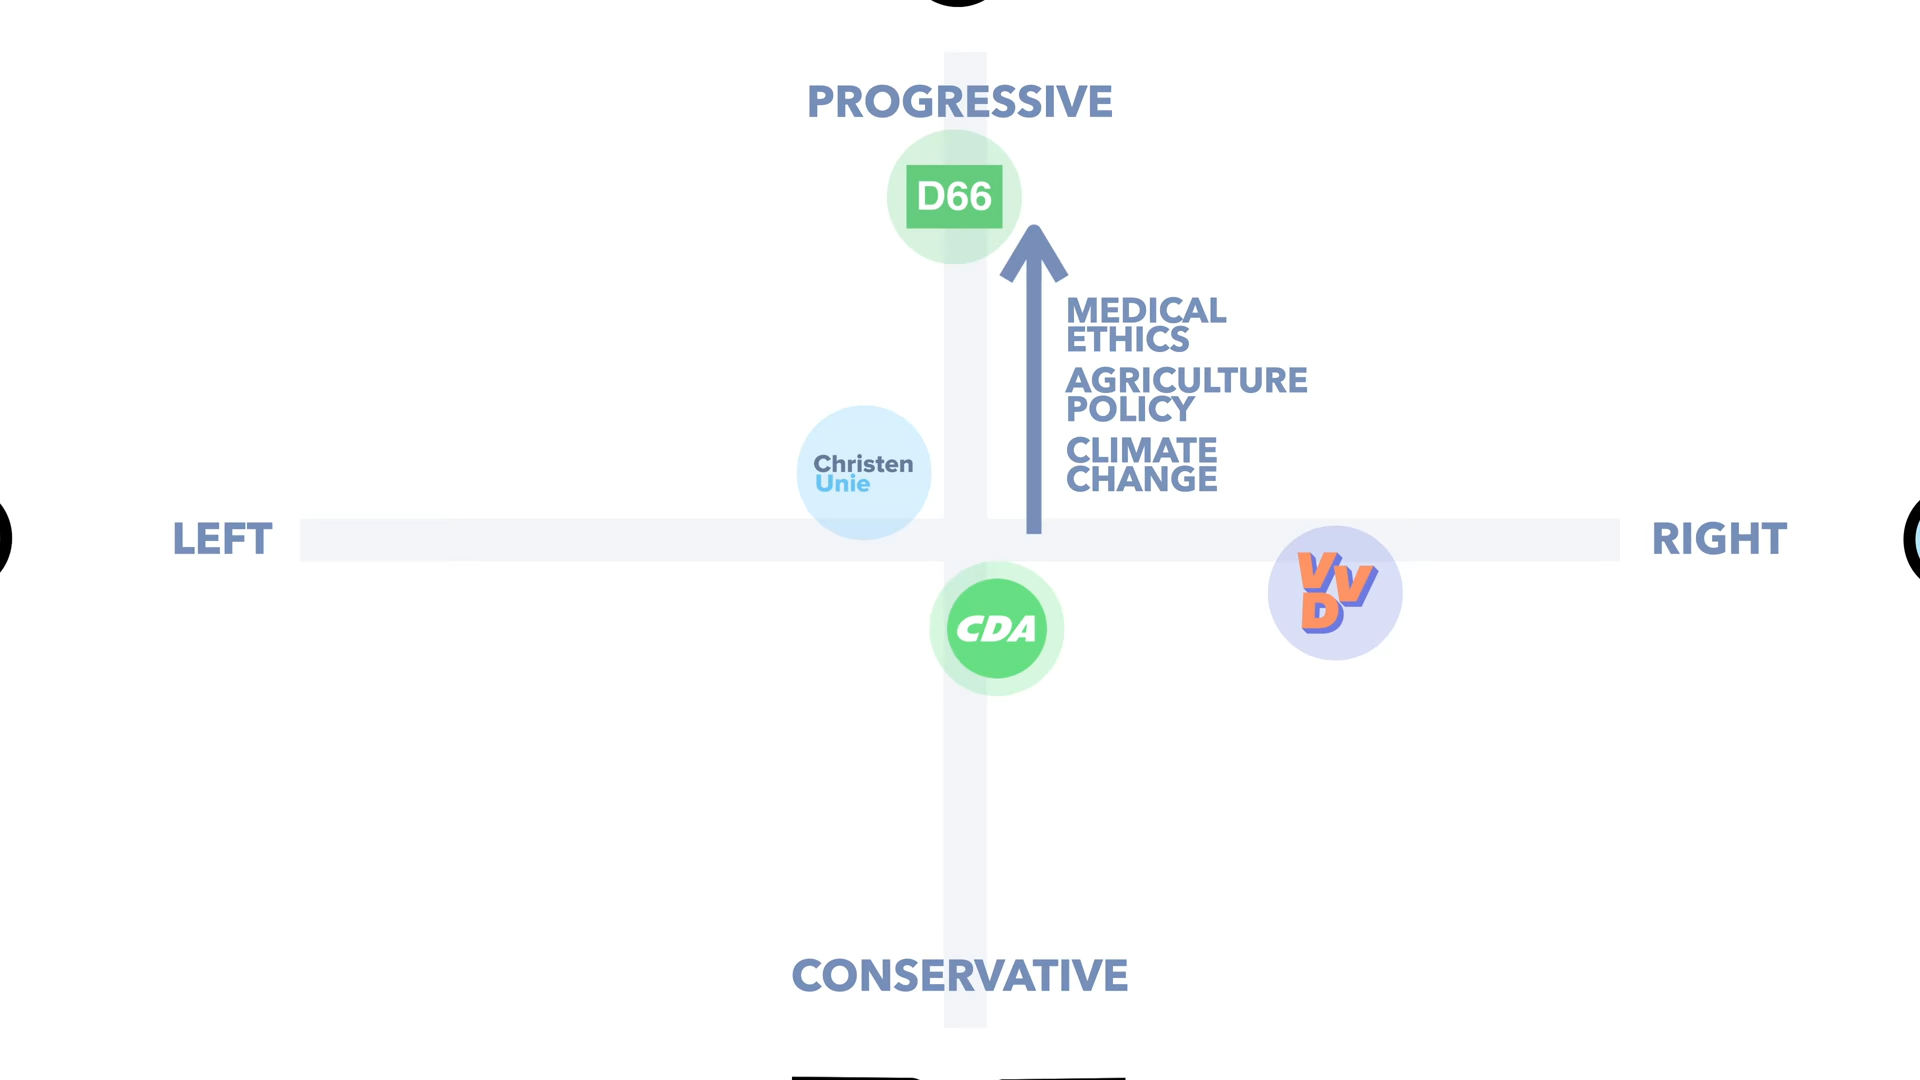 PROGRESSIVE
D66
MEDICAL
ETHICS
AGRICULTURE
POLICY
CLIMATE
CHANGE
Christen
Unie
LEFT
RIGHT
VVD
CDA
CONSERVATIVE